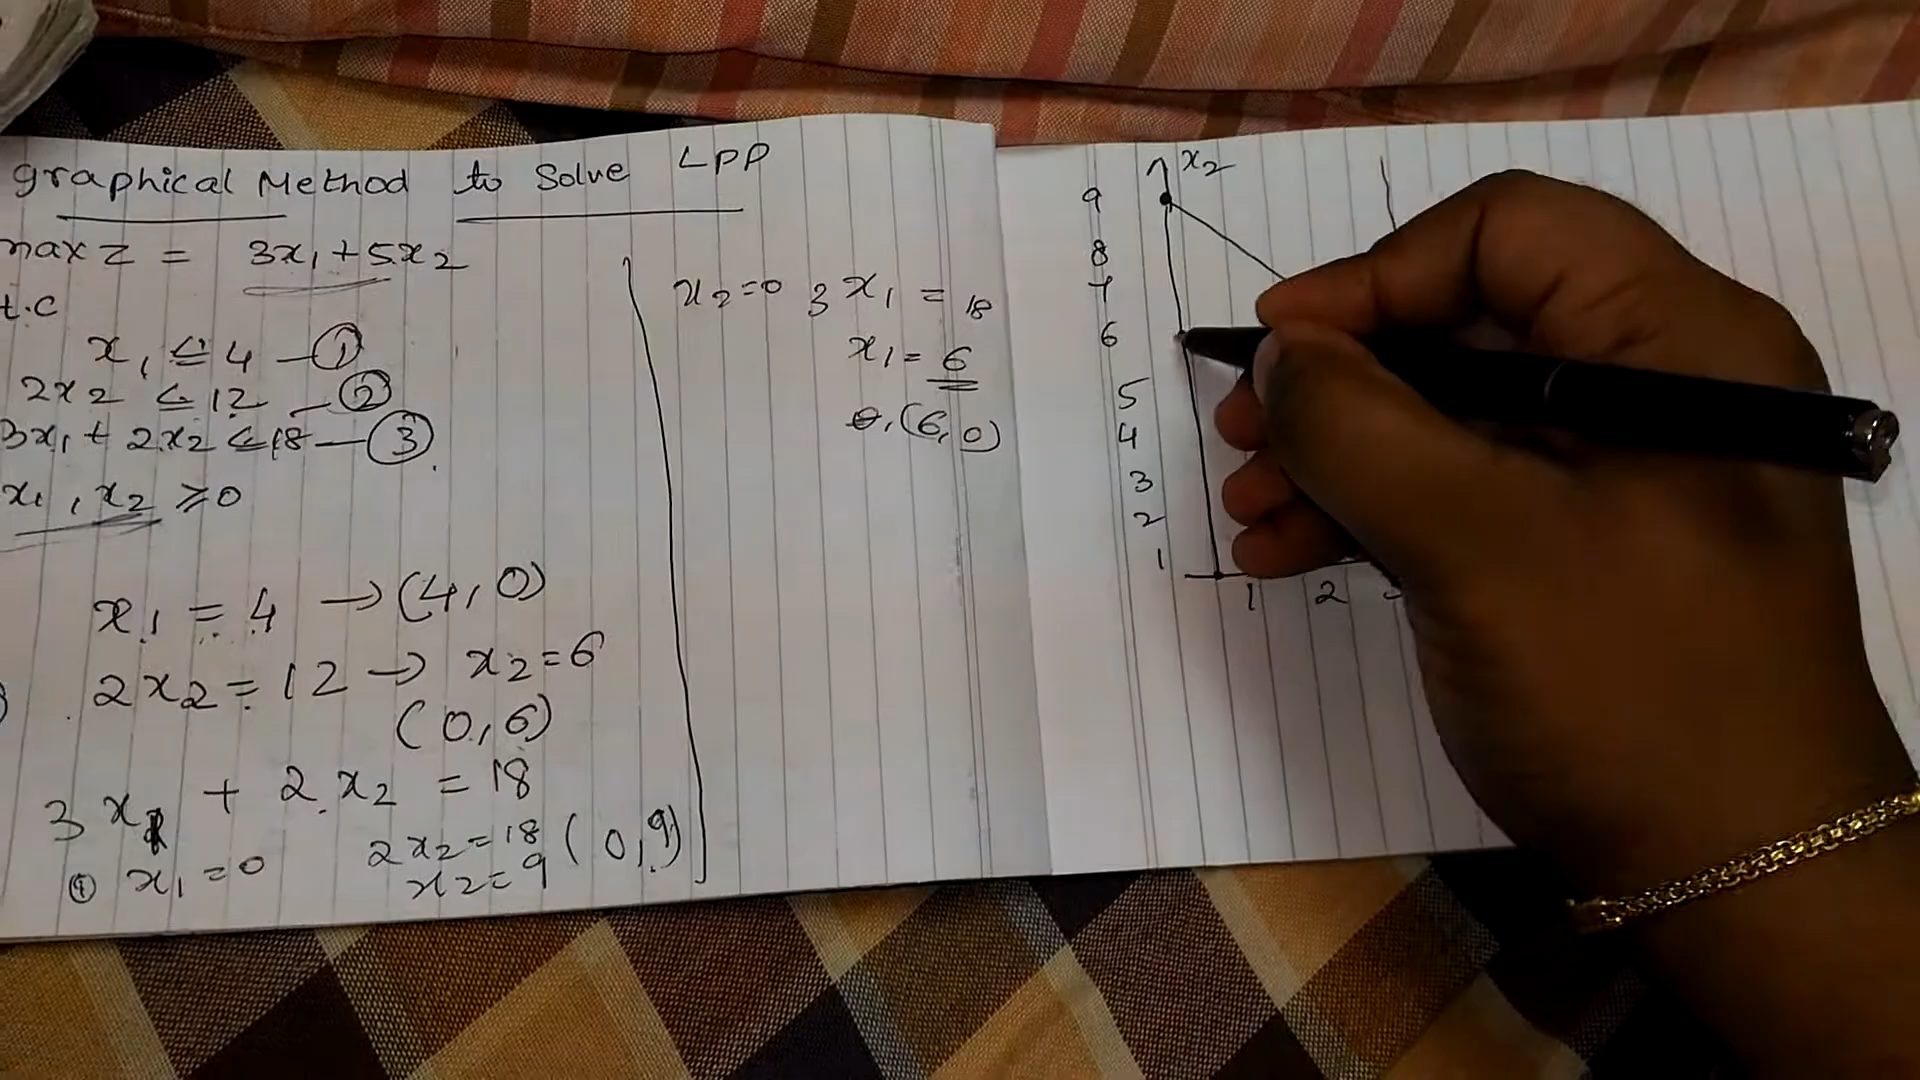 graphical Method to Solve LPP
max Z = 3x₁ + 5x₂
t.c
x₁ ≤ 4 — ①
2x₂ ≤ 12 — ②
3x₁ + 2x₂ ≤ 18 — ③
x₁, x₂ ≥ 0
x₁ = 4 → (4, 0)
2x₂ = 12 → x₂ = 6
(0, 6)
3x₁ + 2x₂ = 18
x₁ = 0
2x₂ = 18 (0, 9)
x₂ = 9
x₂ = 0 3x₁ = 18
x₁ = 6
(6, 0)
x₂
9
8
7
6
5
4
3
2
1
1 2